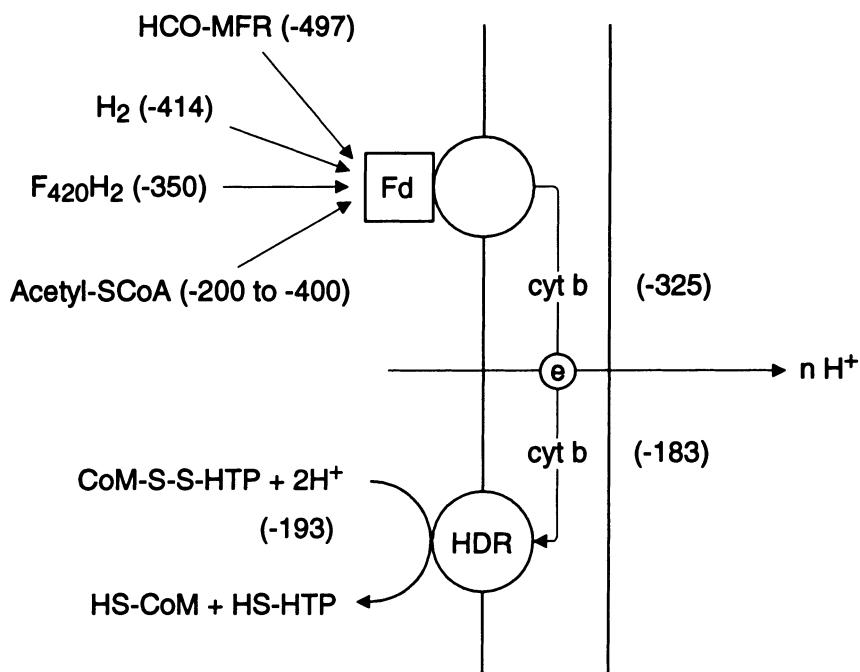 HCO-MFR (-497)
H₂ (-414)
F₄₂₀H₂ (-350)
Fd
Acetyl-SCoA (-200 to -400)
cyt b (-325)
e
n H⁺
cyt b (-183)
CoM-S-S-HTP + 2H⁺
(-193)
HDR
HS-CoM + HS-HTP